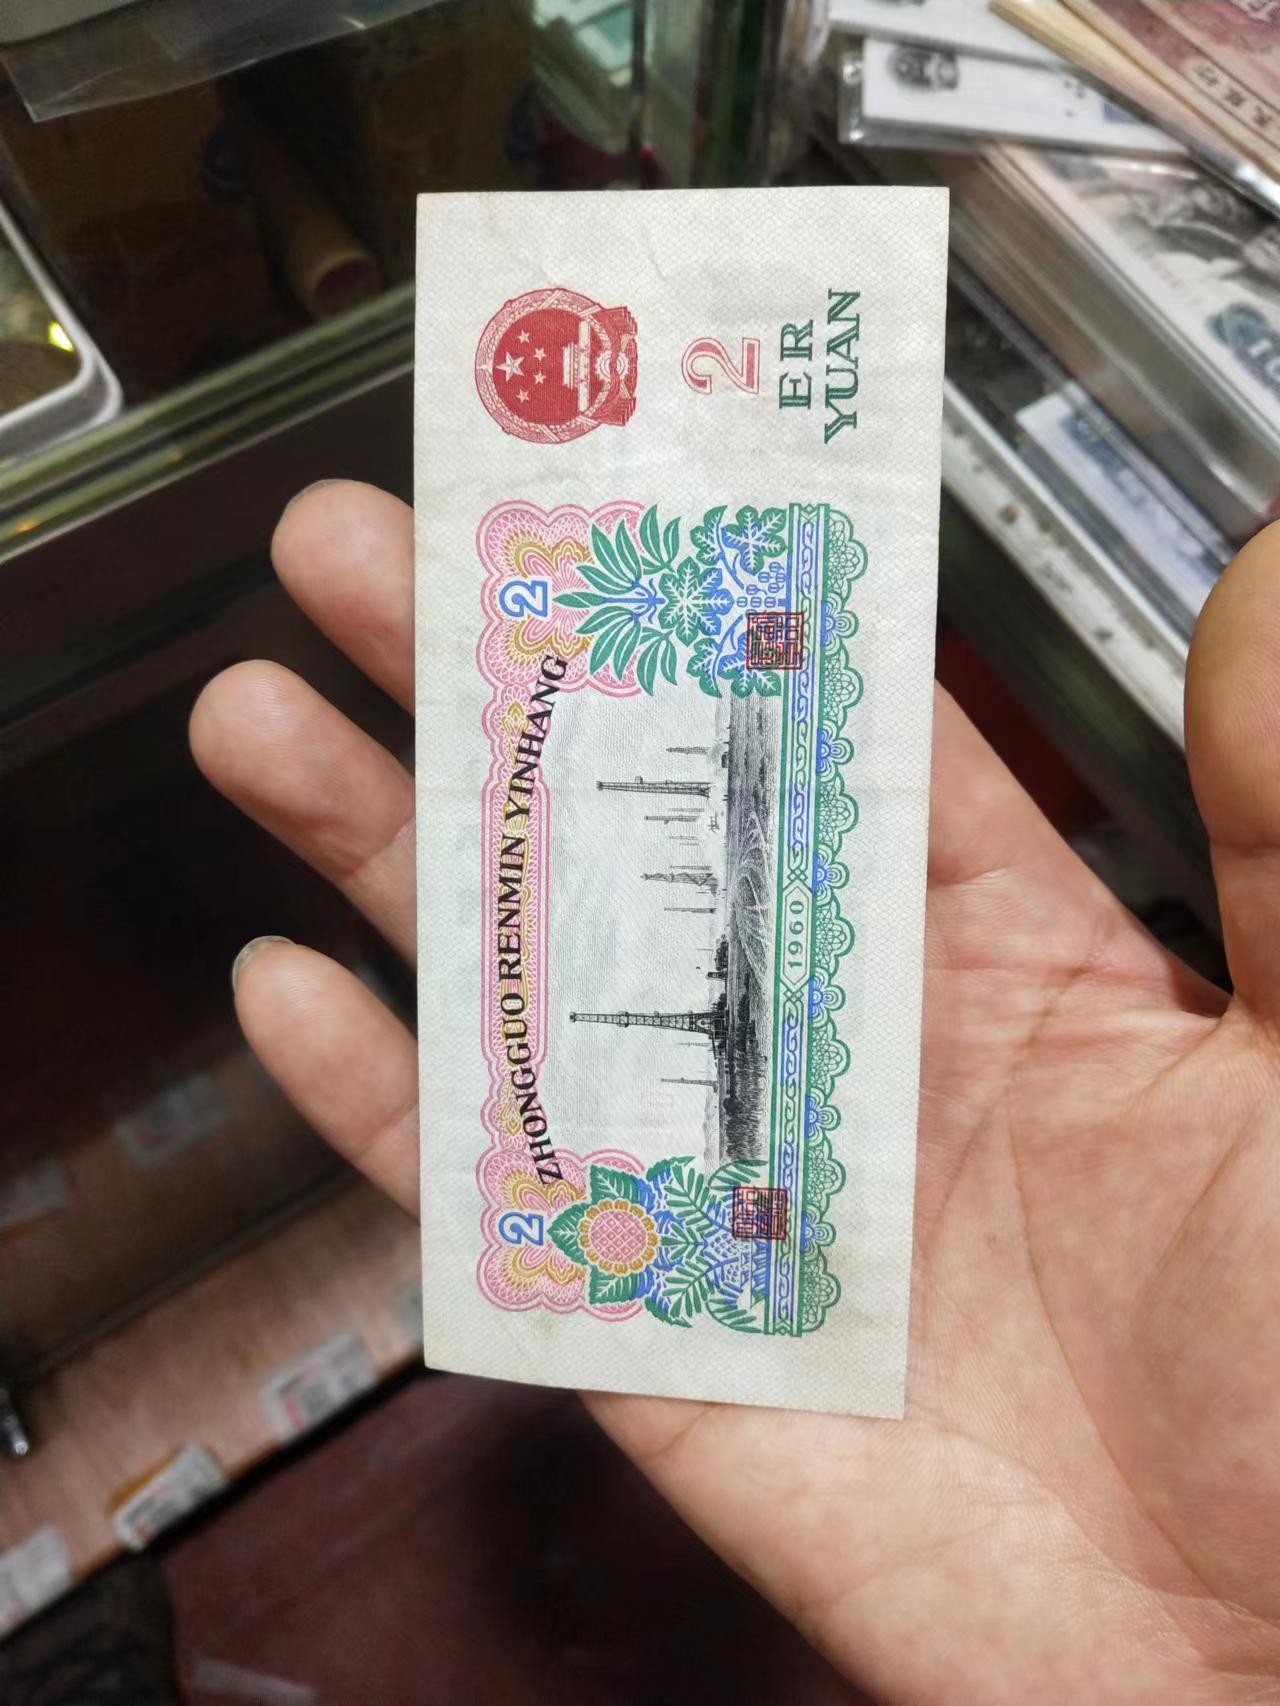 ZHONGGUO RENMIN YINHANG
2
2
2
ER
YUAN
1960